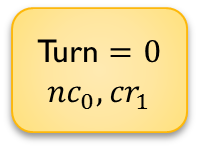 Turn = 0
nc₀, cr₁